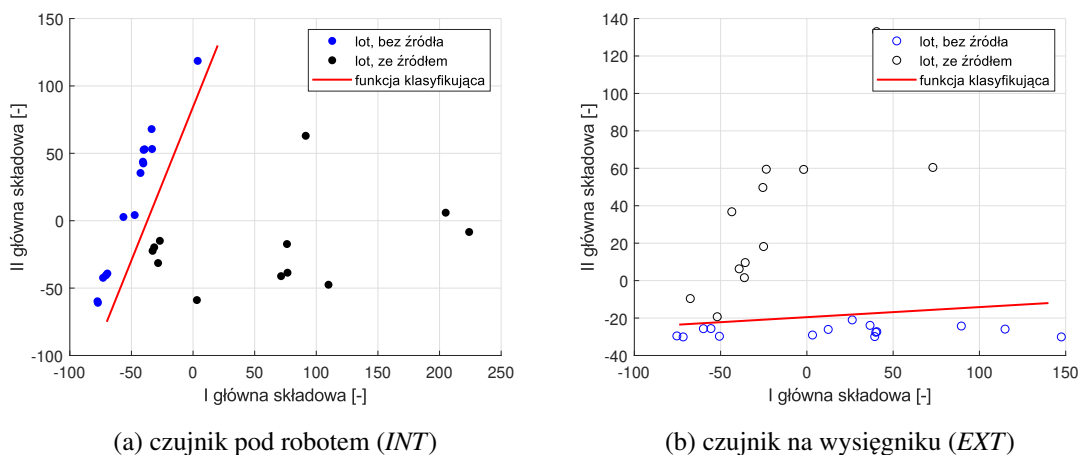 150
100
50
0
-50
-100
-100 -50 0 50 100 150 200 250
II główna składowa [-]
I główna składowa [-]
lot, bez źródła
lot, ze źródłem
funkcja klasyfikująca
(a) czujnik pod robotem (INT)
140
120
100
80
60
40
20
0
-20
-40
-100 -50 0 50 100 150
II główna składowa [-]
I główna składowa [-]
lot, bez źródła
lot, ze źródłem
funkcja klasyfikująca
(b) czujnik na wysięgniku (EXT)